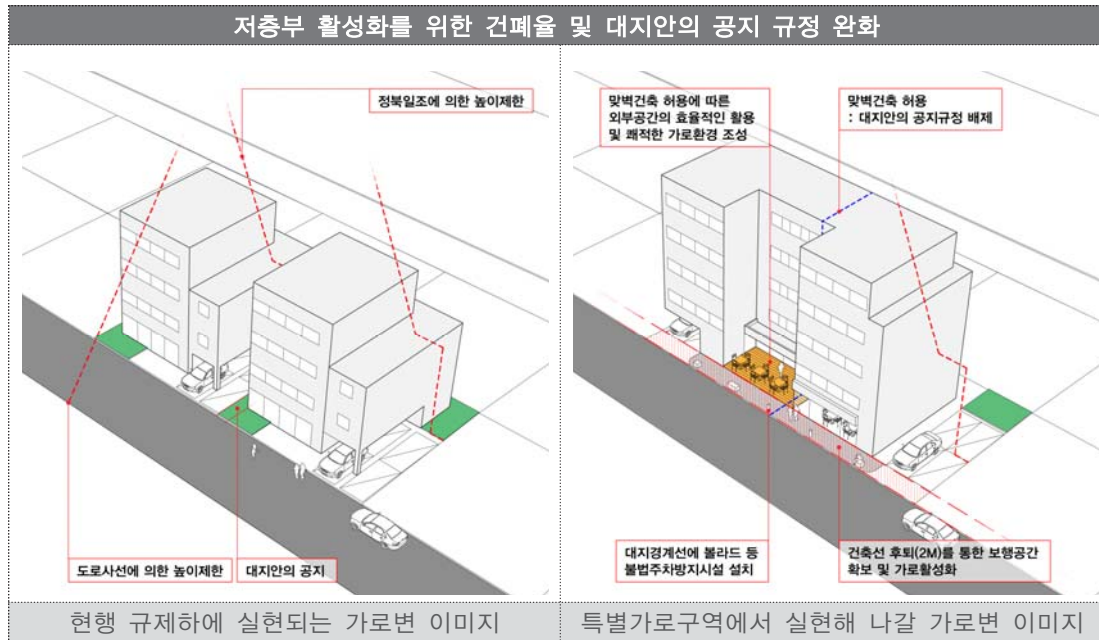 저층부 활성화를 위한 건폐율 및 대지안의 공지 규정 완화
정북일조에 의한 높이제한
도로사선에 의한 높이제한
대지안의 공지
맞벽건축 허용에 따른
외부공간의 효율적인 활용
및 쾌적한 가로환경 조성
맞벽건축 허용
: 대지안의 공지규정 배제
대지경계선에 볼라드 등
불법주차방지시설 설치
건축선 후퇴(2M)를 통한 보행공간
확보 및 가로활성화
현행 규제하에 실현되는 가로변 이미지
특별가로구역에서 실현해 나갈 가로변 이미지